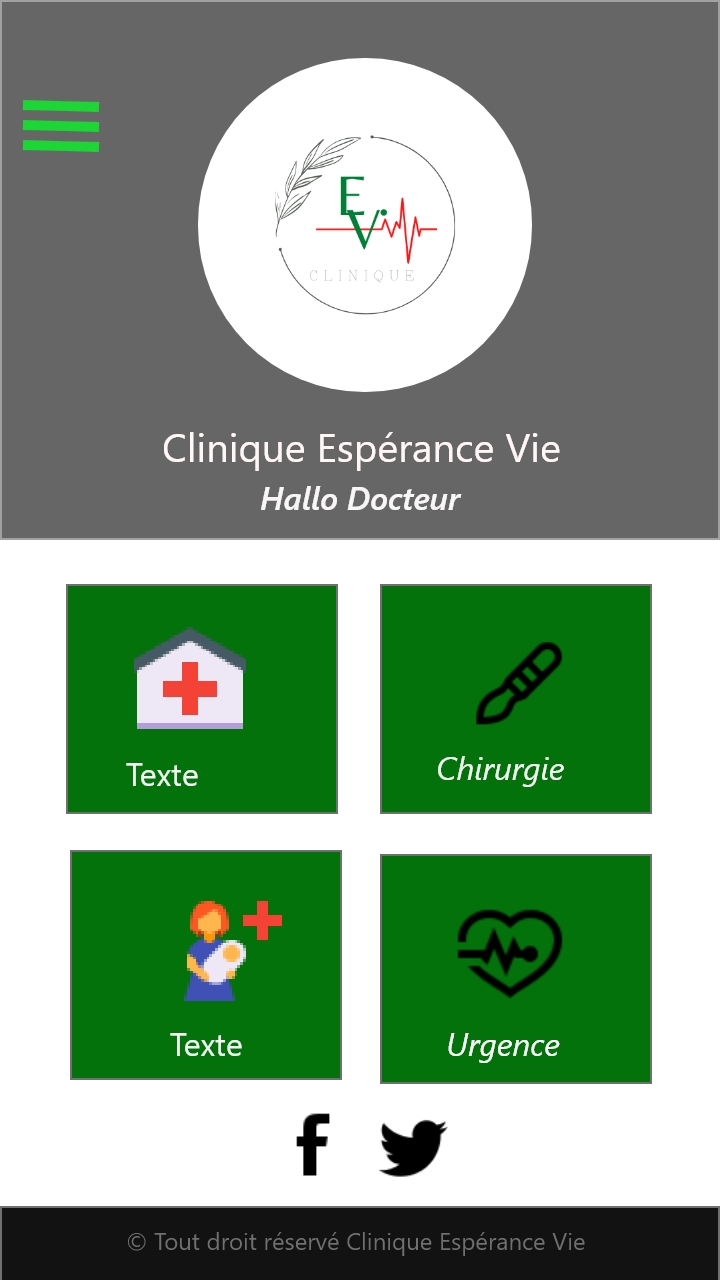 EV.
CLINIQUE
Clinique Espérance Vie
Hallo Docteur
Texte
Chirurgie
Texte
Urgence
© Tout droit réservé Clinique Espérance Vie